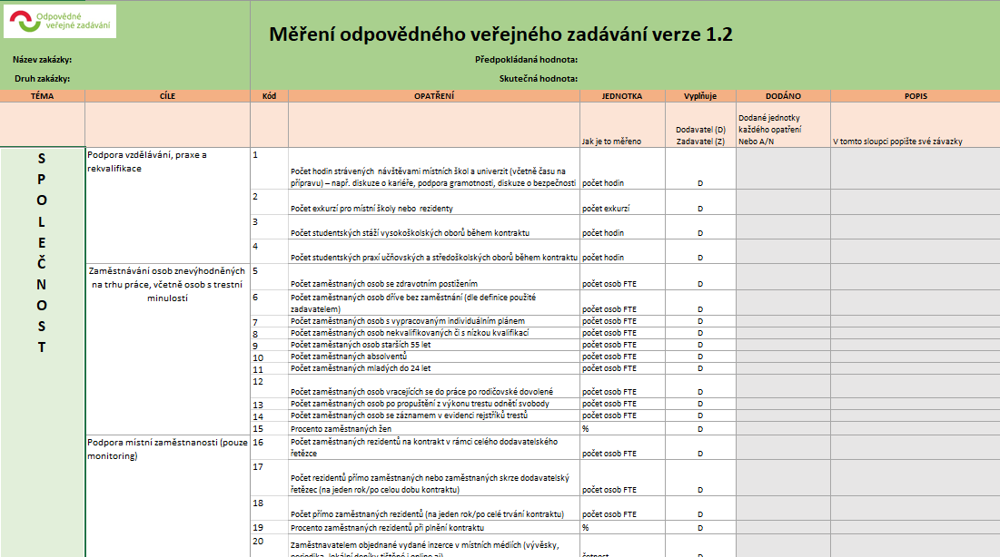 Odpovědné
veřejné zadávání
Měření odpovědného veřejného zadávání verze 1.2
Název zakázky:
Předpokládaná hodnota:
Druh zakázky:
Skutečná hodnota:
TÉMA CÍLE Kód OPATŘENÍ JEDNOTKA Vyplňuje DODÁNO POPIS
Jak je to měřeno
Dodavatel (D)
Zadavatel (Z)
Dodané jednotky
každého opatření
Nebo A/N
V tomto sloupci popište své závazky
S
P
O
L
E
Č
N
O
S
T
Podpora vzdělávání, praxe a
rekvalifikace
1
Počet hodin strávených návštěvami místních škol a univerzit (včetně času na
přípravu) – např. diskuze o kariéře, podpora gramotnosti, diskuze o bezpečnosti
počet hodin D
2
Počet exkurzí pro místní školy nebo rezidenty počet exkurzí D
3
Počet studentských stáží vysokoškolských oborů během kontraktu počet hodin D
4
Počet studentských praxí učňovských a středoškolských oborů během kontraktu počet hodin D
Zaměstnávání osob znevýhodněných
na trhu práce, včetně osob s trestní
minulostí
5
Počet zaměstnaných osob se zdravotním postižením počet osob FTE D
6
Počet zaměstnaných osob dříve bez zaměstnání (dle definice použité
zadavatelem) počet osob FTE D
7 Počet zaměstnaných osob s vypracovaným individuálním plánem počet osob FTE D
8 Počet zaměstnaných osob nekvalifikovaných či s nízkou kvalifikací počet osob FTE D
9 Počet zaměstaných osob starších 55 let počet osob FTE D
10 Počet zaměstnaných absolventů počet osob FTE D
11 Počet zaměstnaných mladých do 24 let počet osob FTE D
12
Počet zaměstnaných osob vracejících se do práce po rodičovské dovolené počet osob FTE D
13 Počet zaměstnaných osob po propuštění z výkonu trestu odnětí svobody počet osob FTE D
14 Počet zaměstnaných osob se záznamem v evidenci rejstříků trestů počet osob FTE D
15 Procento zaměstnaných žen % D
Podpora místní zaměstnanosti (pouze
monitoring)
16
Počet zaměstnaných rezidentů na kontrakt v rámci celého dodavatelského
řetězce počet osob FTE D
17
Počet rezidentů přímo zaměstnaných nebo zaměstnaných skrze dodavatelský
řetězec (na jeden rok/po celou dobu kontraktu) počet osob FTE D
18
Počet přímo zaměstnaných rezidentů (na jeden rok/po celé trvání kontraktu) počet osob FTE D
19 Procento zaměstnaných rezidentů při plnění kontraktu % D
20
Zaměstnavatelem objednané vydané inzerce v místních médiích (vývěsky,
periodika, lokální deníky tištěné i online aj) četnost D